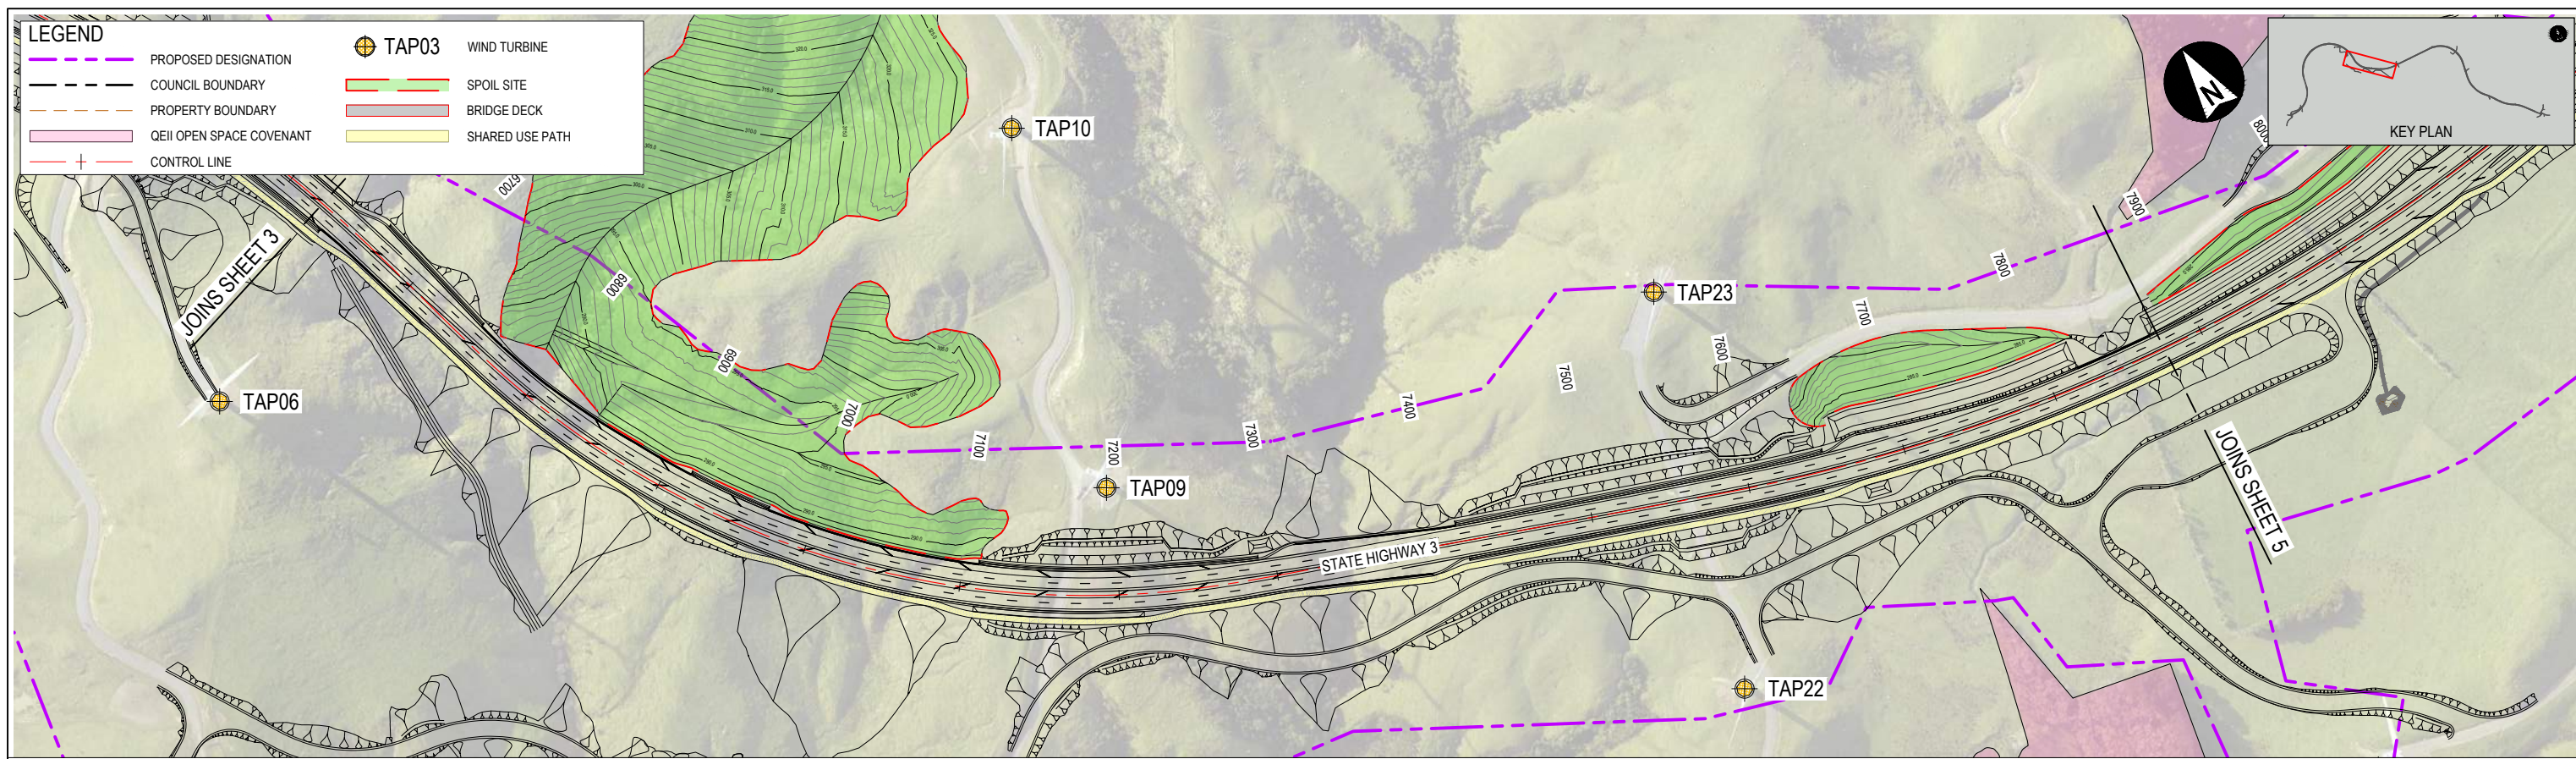 LEGEND
PROPOSED DESIGNATION
COUNCIL BOUNDARY
PROPERTY BOUNDARY
QEII OPEN SPACE COVENANT
CONTROL LINE
TAP03 WIND TURBINE
SPOIL SITE
BRIDGE DECK
SHARED USE PATH
N
KEY PLAN
TAP10
TAP06
TAP09
TAP23
TAP22
JOINS SHEET 3
JOINS SHEET 5
STATE HIGHWAY 3
6700
6800
6900
7000
7100
7200
7300
7400
7500
7600
7700
7800
7900
8000